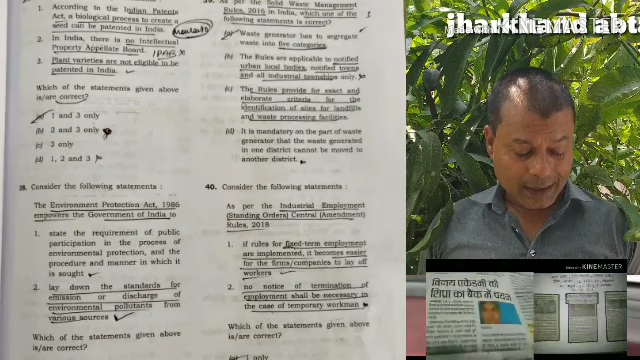 1. According to the Indian Patents
Act, a biological process to create a
seed can be patented in India.
2. In India, there is no Intellectual
Property Appellate Board. IPAB
3. Plant varieties are not eligible to be
patented in India.
Which of the statements given above
is/are correct?
(a) 1 and 3 only
(b) 2 and 3 only
(c) 3 only
(d) 1, 2 and 3
38. Consider the following statements :
The Environment Protection Act, 1986
empowers the Government of India to
1. state the requirement of public
participation in the process of
environmental protection, and the
procedure and manner in which it
is sought
2. lay down the standards for
emission or discharge of
environmental pollutants from
various sources
Which of the statements given above
is/are correct?
39. As per the Solid Waste Management
Rules, 2016 in India, which one of the
following statements is correct?
(a) Waste generator has to segregate
waste into five categories.
(b) The Rules are applicable to notified
urban local bodies, notified towns
and all industrial townships only.
(c) The Rules provide for exact and
elaborate criteria for the
identification of sites for landfills
and waste processing facilities.
(d) It is mandatory on the part of waste
generator that the waste generated
in one district cannot be moved to
another district.
40. Consider the following statements :
As per the Industrial Employment
(Standing Orders) Central (Amendment)
Rules, 2018
1. if rules for fixed-term employment
are implemented, it becomes easier
for the firms/companies to lay off
workers
2. no notice of termination of
employment shall be necessary in
the case of temporary workman
Which of the statements given above
is/are correct?
(a) 1 only
jharkhand abt
Made with KINEMASTER
विजय एकेडमी की
शिप्रा का बैंक में चयन